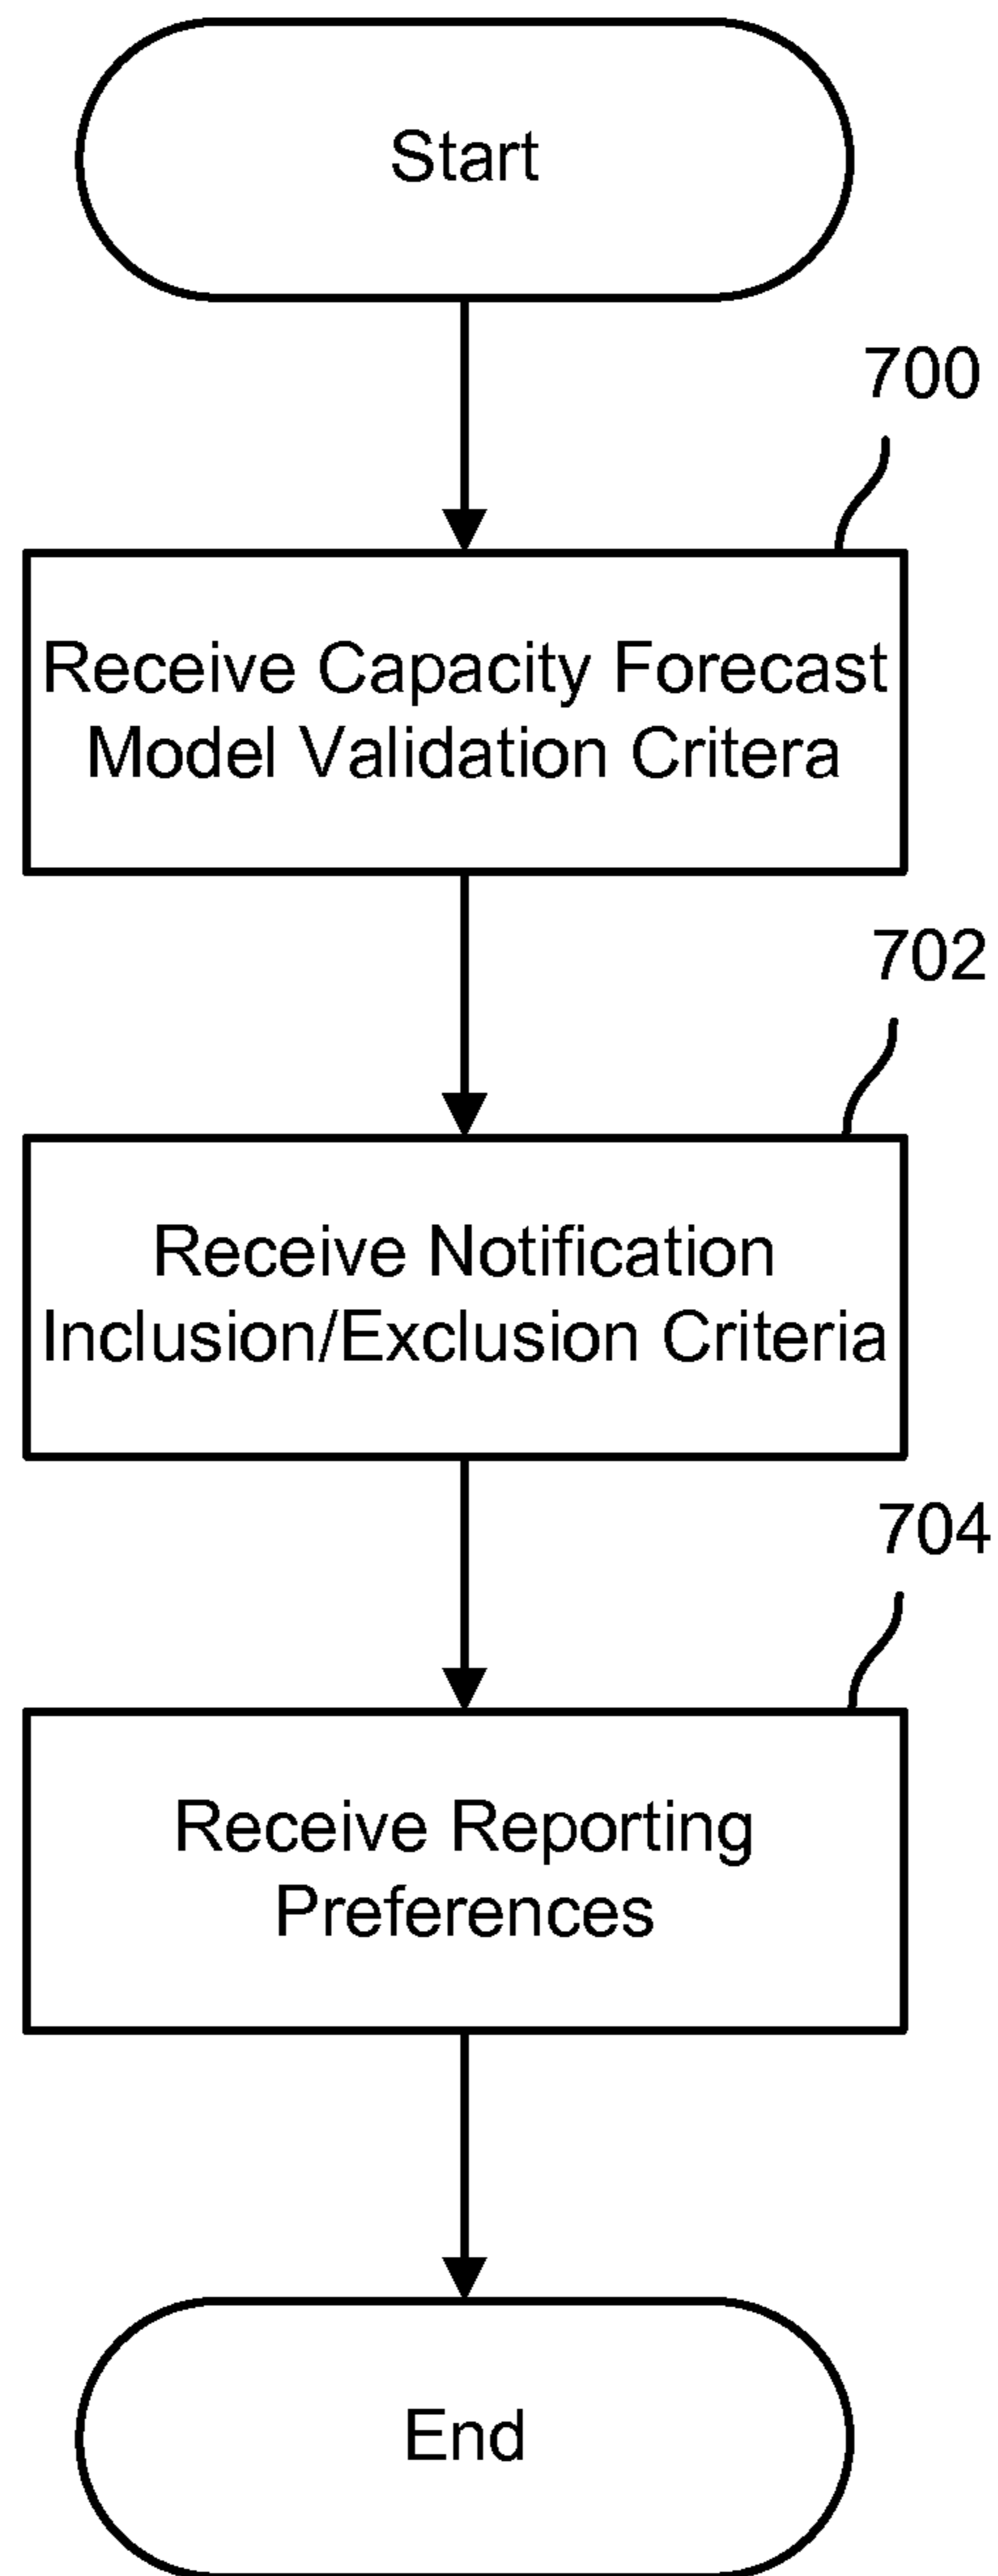 Start
700
Receive Capacity Forecast
Model Validation Critera
702
Receive Notification
Inclusion/Exclusion Criteria
704
Receive Reporting
Preferences
End